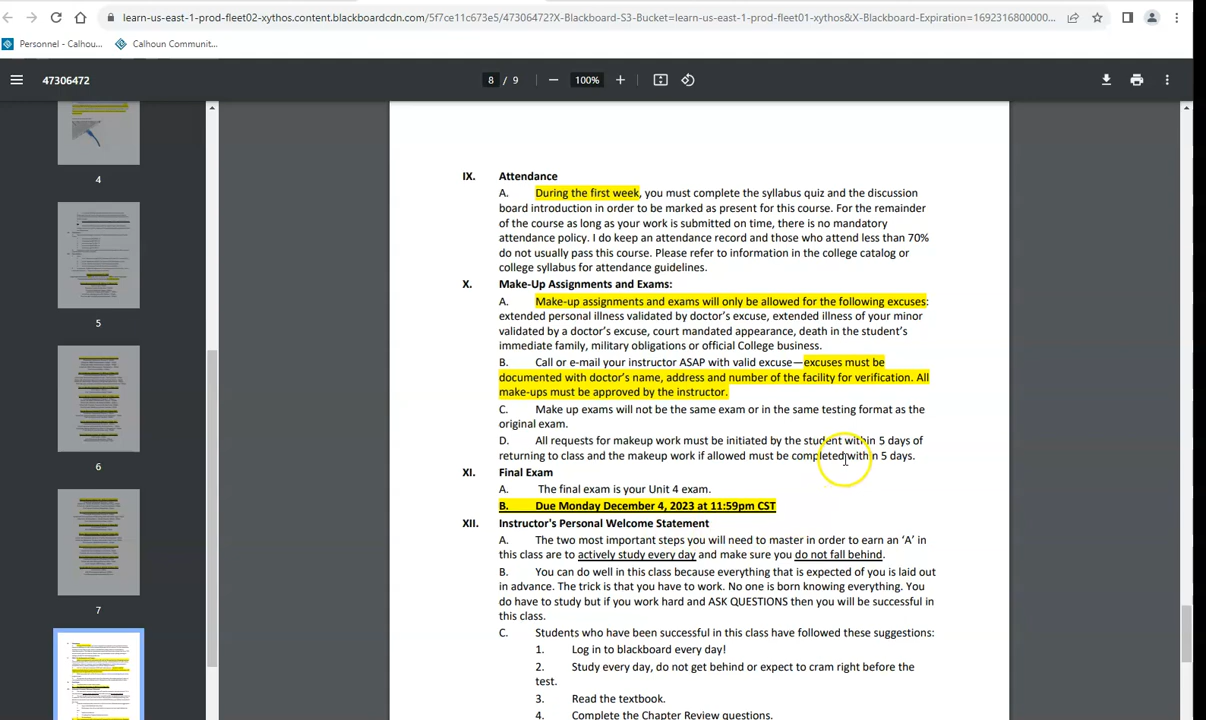 learn-us-east-1-prod-fleet02-xythos.content.blackboardcdn.com/5f7ce11c673e5/47306472?X-Blackboard-S3-Bucket=learn-us-east-1-prod-fleet01-xythos&X-Blackboard-Expiration=1692316800000...
Personnel - Calhou...
Calhoun Communit...
47306472
8 / 9
100%
4
5
6
7
IX. Attendance
A. During the first week, you must complete the syllabus quiz and the discussion
board introduction in order to be marked as present for this course. For the remainder
of the course as long as your work is submitted on time, there is no mandatory
attendance policy. I do keep an attendance record and those who attend less than 70%
do not usually pass this course. Please refer to information in the college catalog or
college syllabus for attendance guidelines.
X. Make-Up Assignments and Exams:
A. Make-up assignments and exams will only be allowed for the following excuses:
extended personal illness validated by doctor's excuse, extended illness of your minor
validated by a doctor's excuse, court mandated appearance, death in the student's
immediate family, military obligations or official College business.
B. Call or e-mail your instructor ASAP with valid excuse—excuses must be
documented with doctor's name, address and number of the facility for verification. All
make-ups must be approved by the instructor.
C. Make up exams will not be the same exam or in the same testing format as the
original exam.
D. All requests for makeup work must be initiated by the student within 5 days of
returning to class and the makeup work if allowed must be completed within 5 days.
XI. Final Exam
A. The final exam is your Unit 4 exam.
B. Due Monday December 4, 2023 at 11:59pm CST
XII. Instructor's Personal Welcome Statement
A. The two most important steps you will need to master in order to earn an 'A' in
this class are to actively study every day and make sure you do not fall behind.
B. You can do well in this class because everything that is expected of you is laid out
in advance. The trick is that you have to work. No one is born knowing everything. You
do have to study but if you work hard and ASK QUESTIONS then you will be successful in
this class.
C. Students who have been successful in this class have followed these suggestions:
1. Log in to blackboard every day!
2. Study every day, do not get behind or expect to cram right before the
test.
3. Read the textbook.
4. Complete the Chapter Review questions.